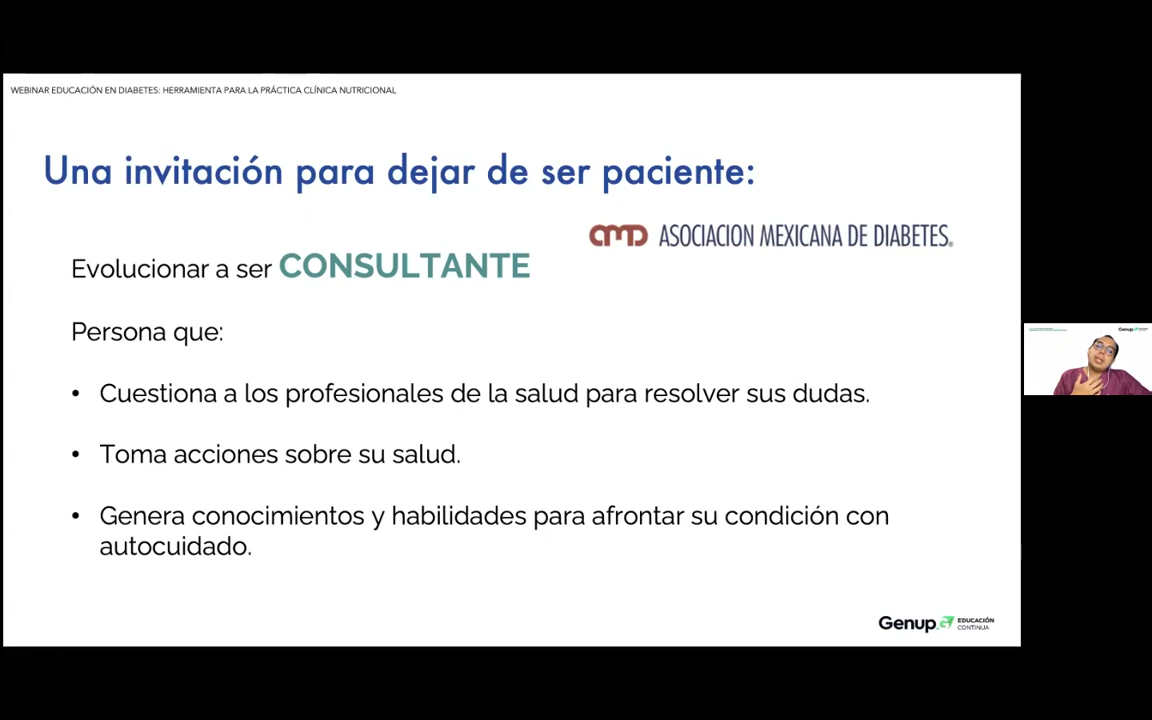 WEBINAR EDUCACIÓN EN DIABETES: HERRAMIENTA PARA LA PRÁCTICA CLÍNICA NUTRICIONAL
Una invitación para dejar de ser paciente:
amd ASOCIACION MEXICANA DE DIABETES.
Evolucionar a ser CONSULTANTE
Persona que:
• Cuestiona a los profesionales de la salud para resolver sus dudas.
• Toma acciones sobre su salud.
• Genera conocimientos y habilidades para afrontar su condición con
autocuidado.
Genup EDUCACIÓN
CONTINUA
Genup